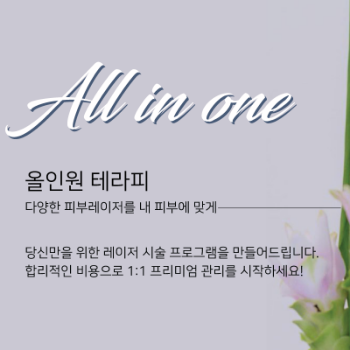 All in one
올인원 테라피
다양한 피부레이저를 내 피부에 맞게
당신만을 위한 레이저 시술 프로그램을 만들어드립니다.
합리적인 비용으로 1:1 프리미엄 관리를 시작하세요!